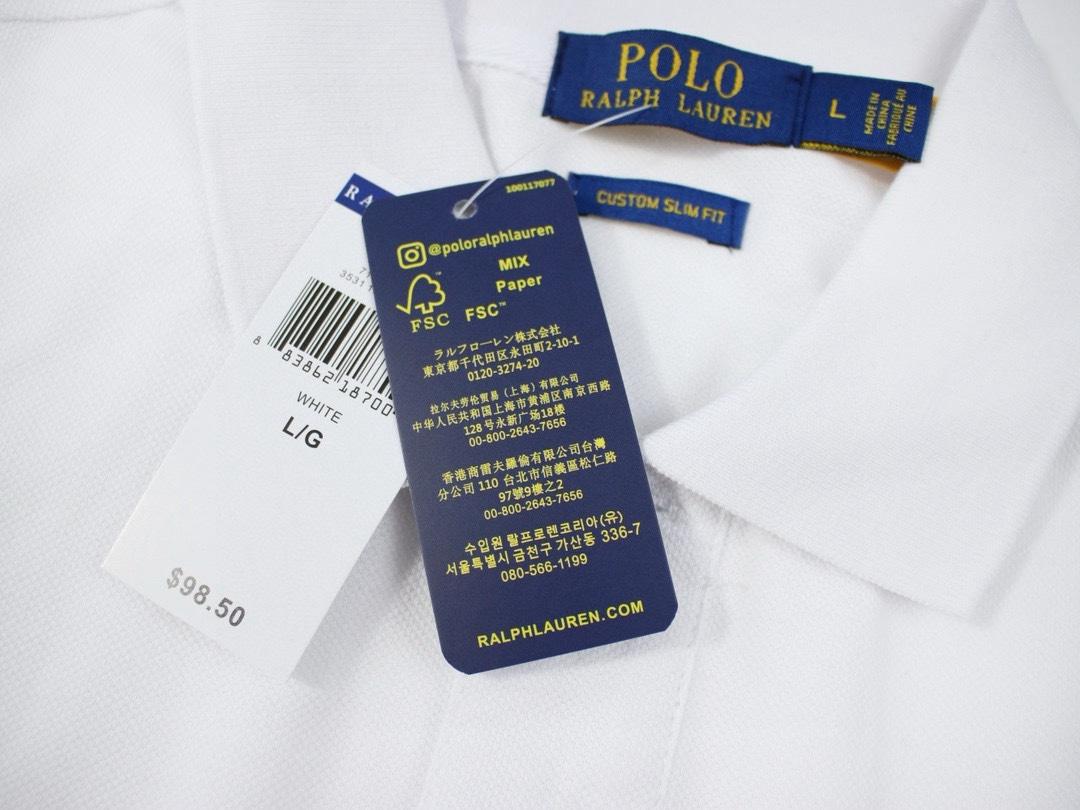 POLO
RALPH LAUREN
L
MADE IN
CHINA
FABRIQUÉ AU
CHINE
CUSTOM SLIM FIT
100117077
@poloralphlauren
MIX
Paper
FSC™
FSC
ラルフローレン株式会社
東京都千代田区永田町2-10-1
0120-3274-20
拉尔夫劳伦贸易（上海）有限公司
中华人民共和国上海市黄浦区南京西路
128号永新广场18楼
00-800-2643-7656
香港商雷夫羅倫有限公司台灣
分公司 110 台北市信義區松仁路
97號9樓之2
00-800-2643-7656
수입원 랄프로렌코리아(유)
서울특별시 금천구 가산동 336-7
080-566-1199
RALPHLAUREN.COM
8 83862 18700
WHITE
L/G
$98.50